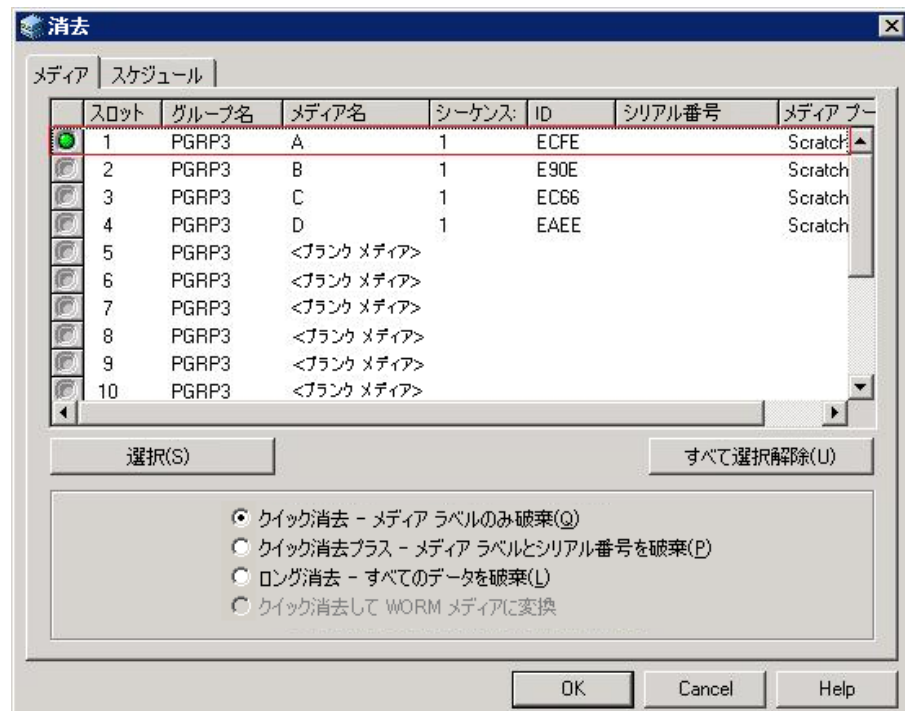 消去
メディア スケジュール
スロット グループ名 メディア名 シーケンス: ID シリアル番号 メディア プー
1 PGRP3 A 1 ECFE Scratch
2 PGRP3 B 1 E90E Scratch
3 PGRP3 C 1 EC66 Scratch
4 PGRP3 D 1 EAEE Scratch
5 PGRP3 <ブランク メディア>
6 PGRP3 <ブランク メディア>
7 PGRP3 <ブランク メディア>
8 PGRP3 <ブランク メディア>
9 PGRP3 <ブランク メディア>
10 PGRP3 <ブランク メディア>
選択(S) すべて選択解除(U)
クイック消去 - メディア ラベルのみ破棄(Q)
クイック消去プラス - メディア ラベルとシリアル番号を破棄(P)
ロング消去 - すべてのデータを破棄(L)
クイック消去して WORM メディアに変換
OK Cancel Help